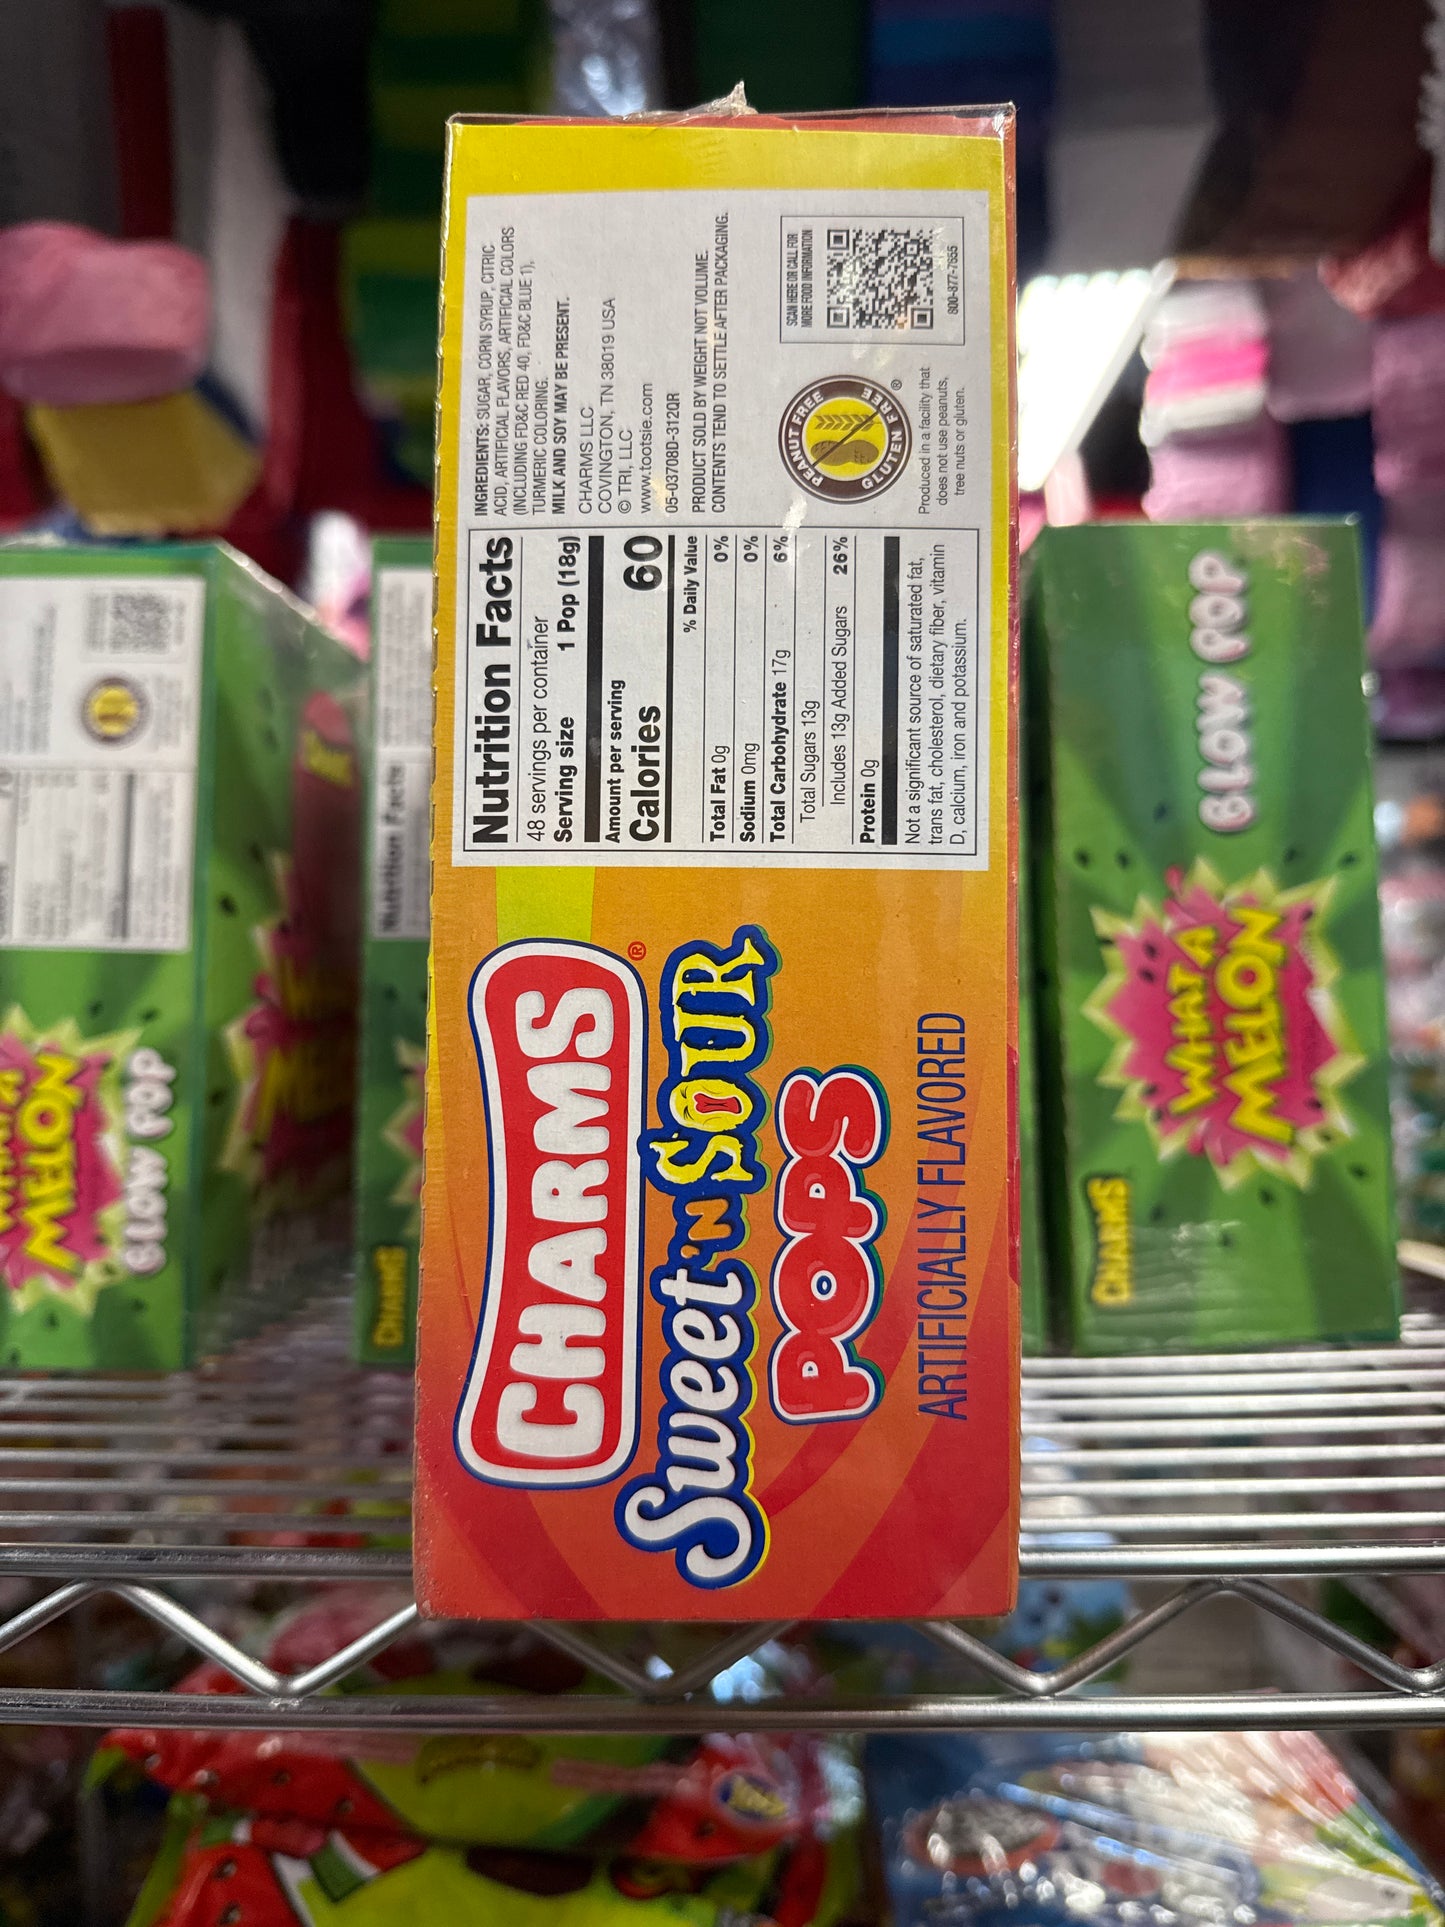 CHARMS
®
Sweet 'n Sour
POPS
ARTIFICIALLY FLAVORED
Nutrition Facts
48 servings per container
Serving size 1 Pop (18g)
Amount per serving
Calories 60
% Daily Value
Total Fat 0g 0%
Sodium 0mg 0%
Total Carbohydrate 17g 6%
Total Sugars 13g
Includes 13g Added Sugars 26%
Protein 0g
Not a significant source of saturated fat,
trans fat, cholesterol, dietary fiber, vitamin
D, calcium, iron and potassium.
INGREDIENTS: SUGAR, CORN SYRUP, CITRIC
ACID, ARTIFICIAL FLAVORS, ARTIFICIAL COLORS
(INCLUDING FD&C RED 40, FD&C BLUE 1),
TURMERIC COLORING.
MILK AND SOY MAY BE PRESENT.
CHARMS LLC
COVINGTON, TN 38019 USA
© TRI, LLC
www.tootsie.com
05-03708D-3120R
PRODUCT SOLD BY WEIGHT NOT VOLUME.
CONTENTS TEND TO SETTLE AFTER PACKAGING.
PEANUT FREE
GLUTEN FREE
®
Produced in a facility that
does not use peanuts,
tree nuts or gluten.
SCAN HERE OR CALL FOR
MORE FOOD INFORMATION
800-877-7655
WHAT A
MELON
BLOW POP
CHARMS
Nutrition Facts
CHARMS
WHAT A
MELON
BLOW POP